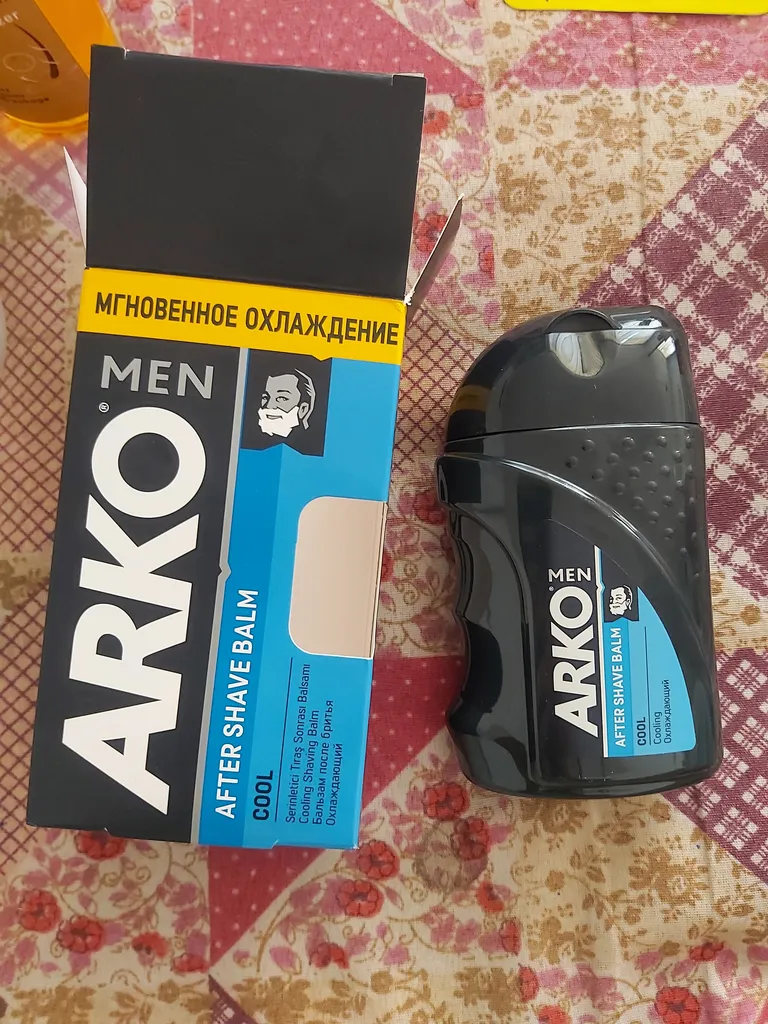 МГНОВЕННОЕ ОХЛАЖДЕНИЕ
MEN
ARKO®
AFTER SHAVE BALM
COOL
Serinletici Tıraş Sonrası Balsamı
Cooling Shaving Balm
Бальзам после бритья
Охлаждающий
MEN
ARKO®
AFTER SHAVE BALM
COOL
Cooling
Охлаждающий